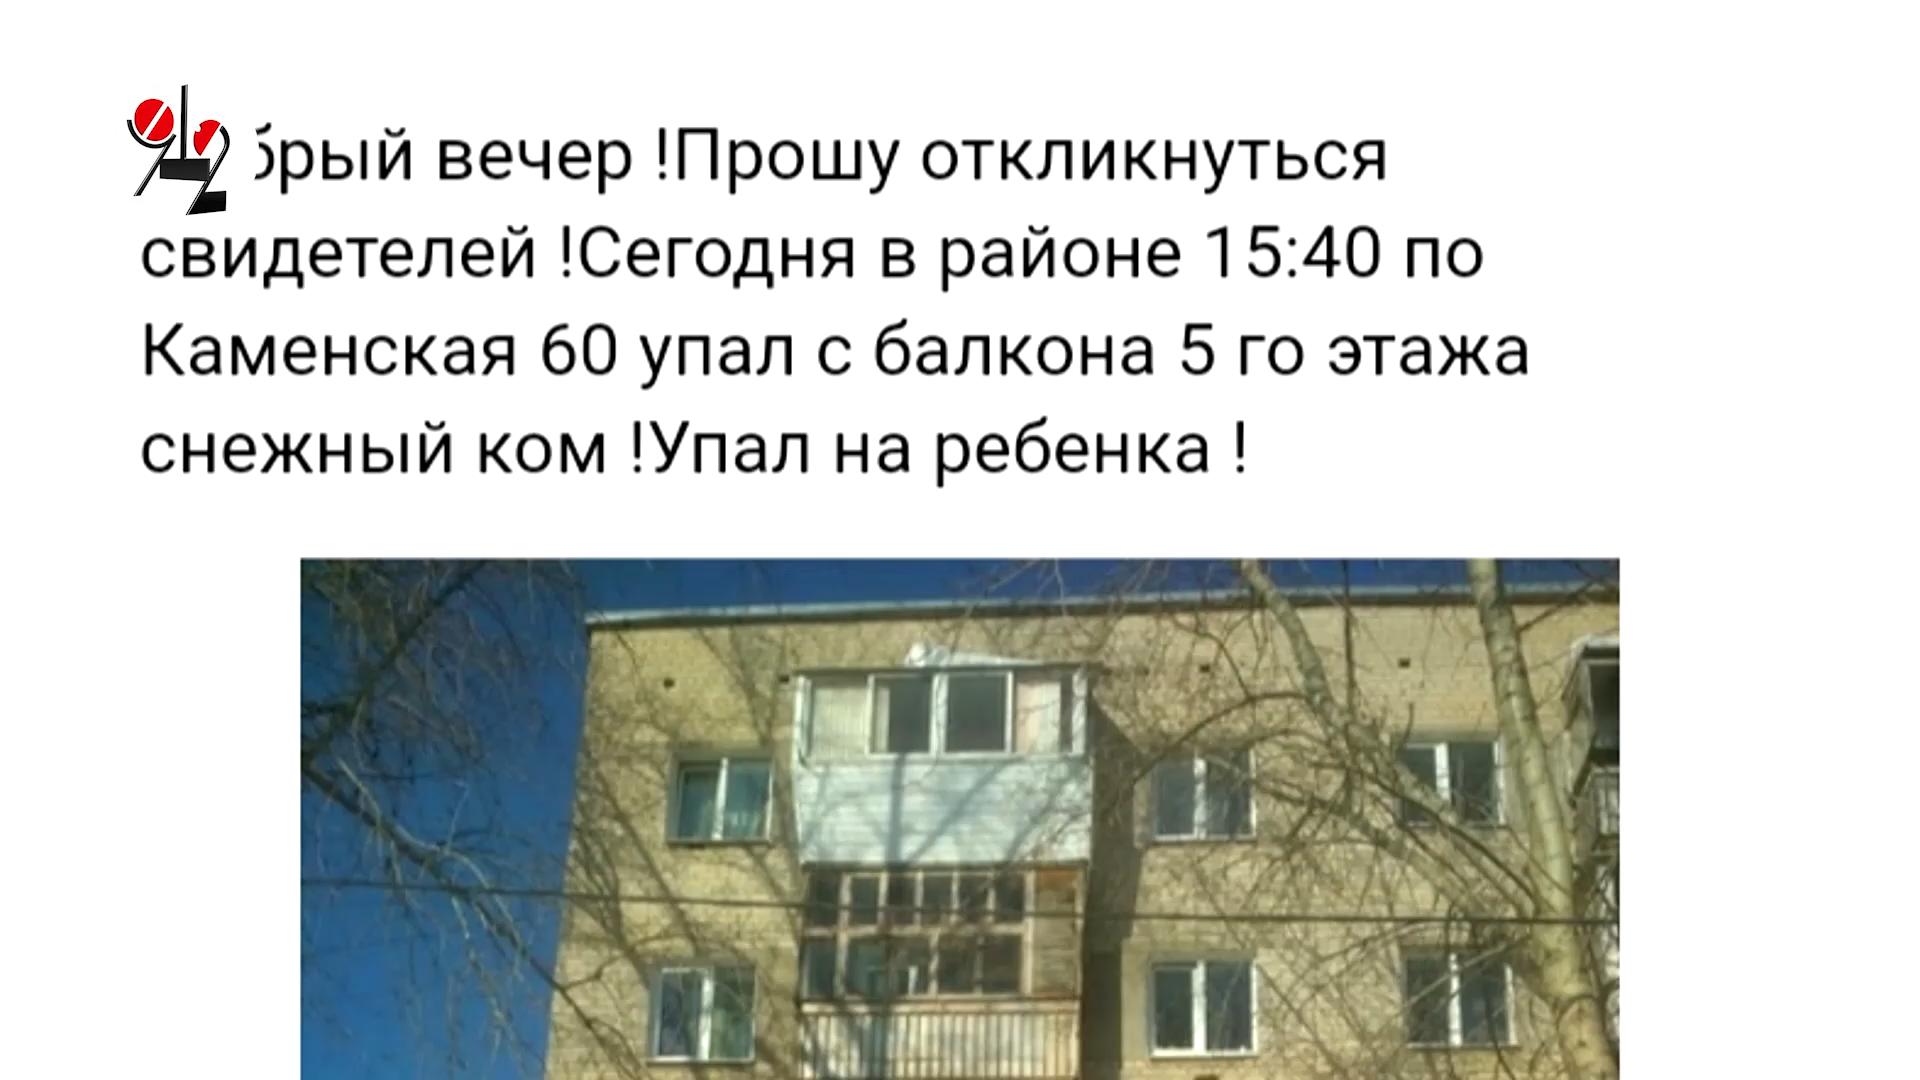 брый вечер !Прошу откликнуться
свидетелей !Сегодня в районе 15:40 по
Каменская 60 упал с балкона 5 го этажа
снежный ком !Упал на ребенка !